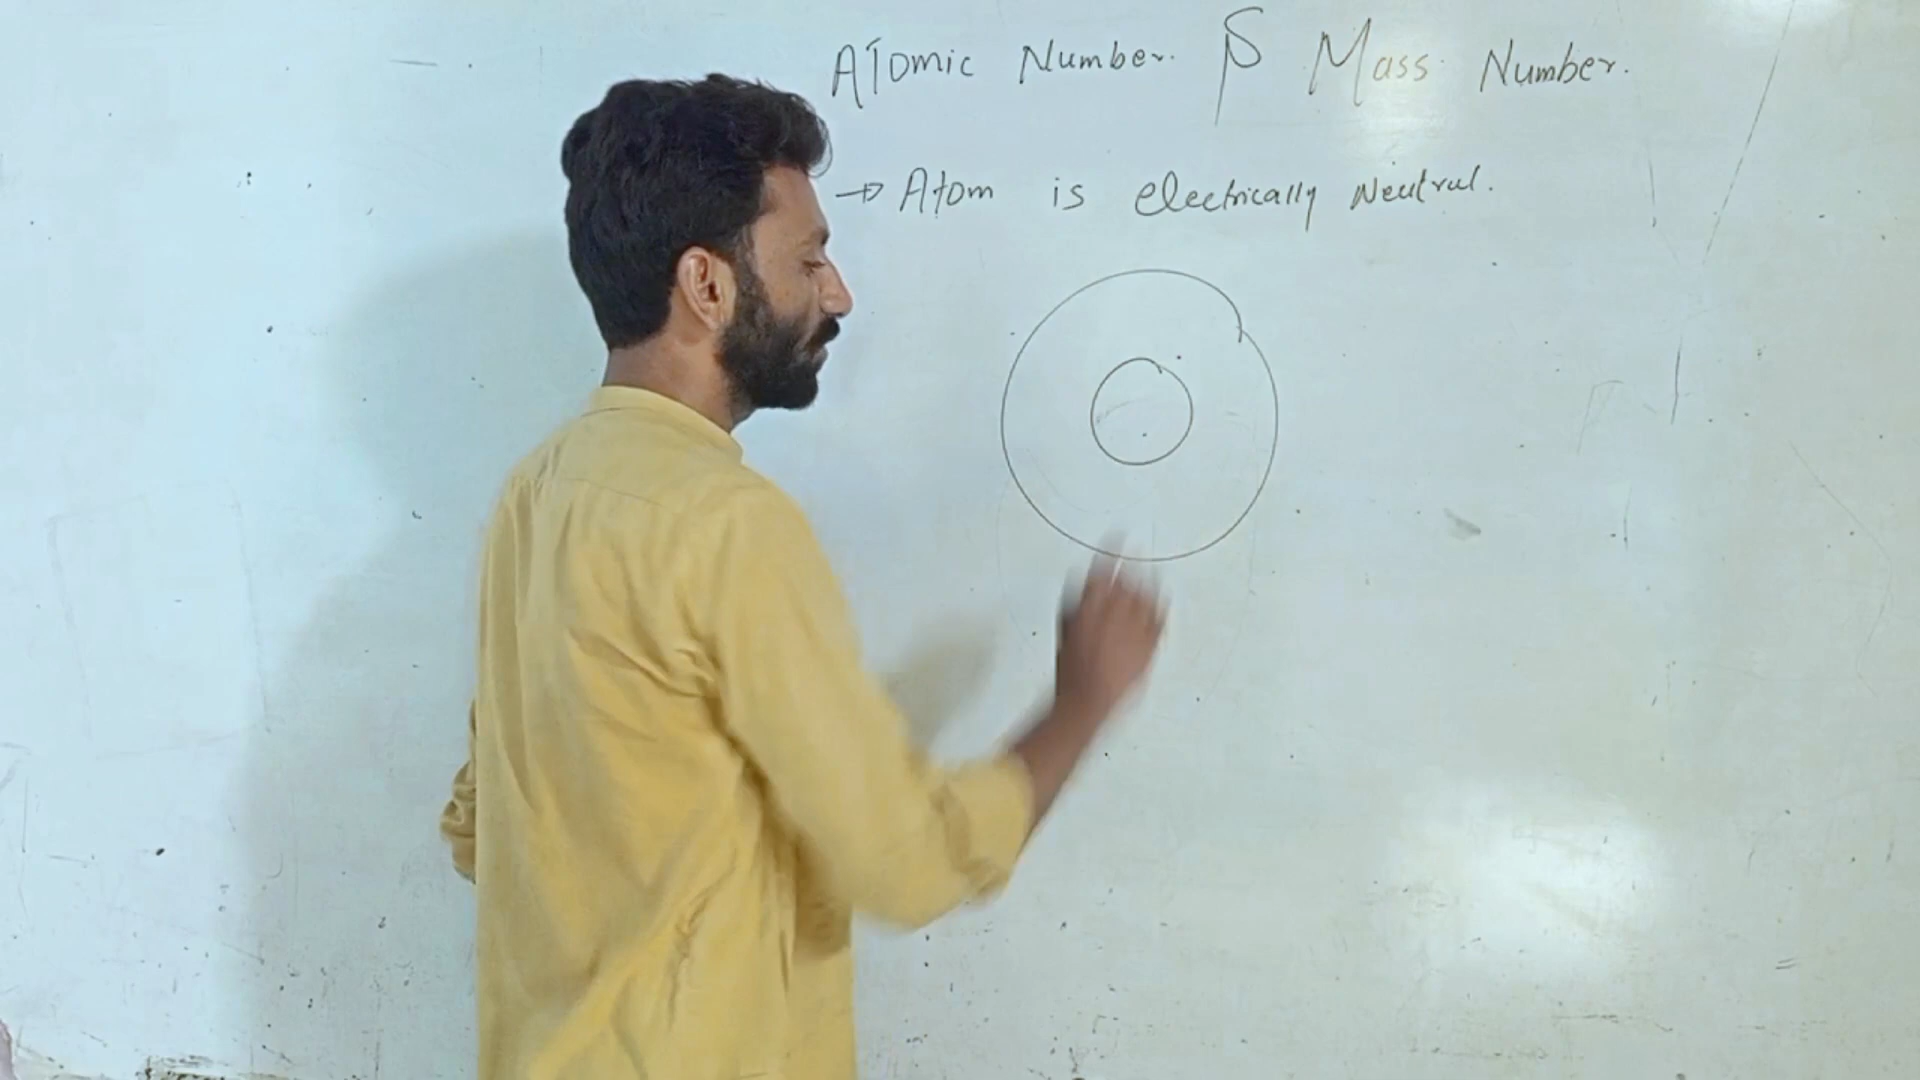 Atomic Number. & Mass Number.
→ Atom is electrically Neutral.